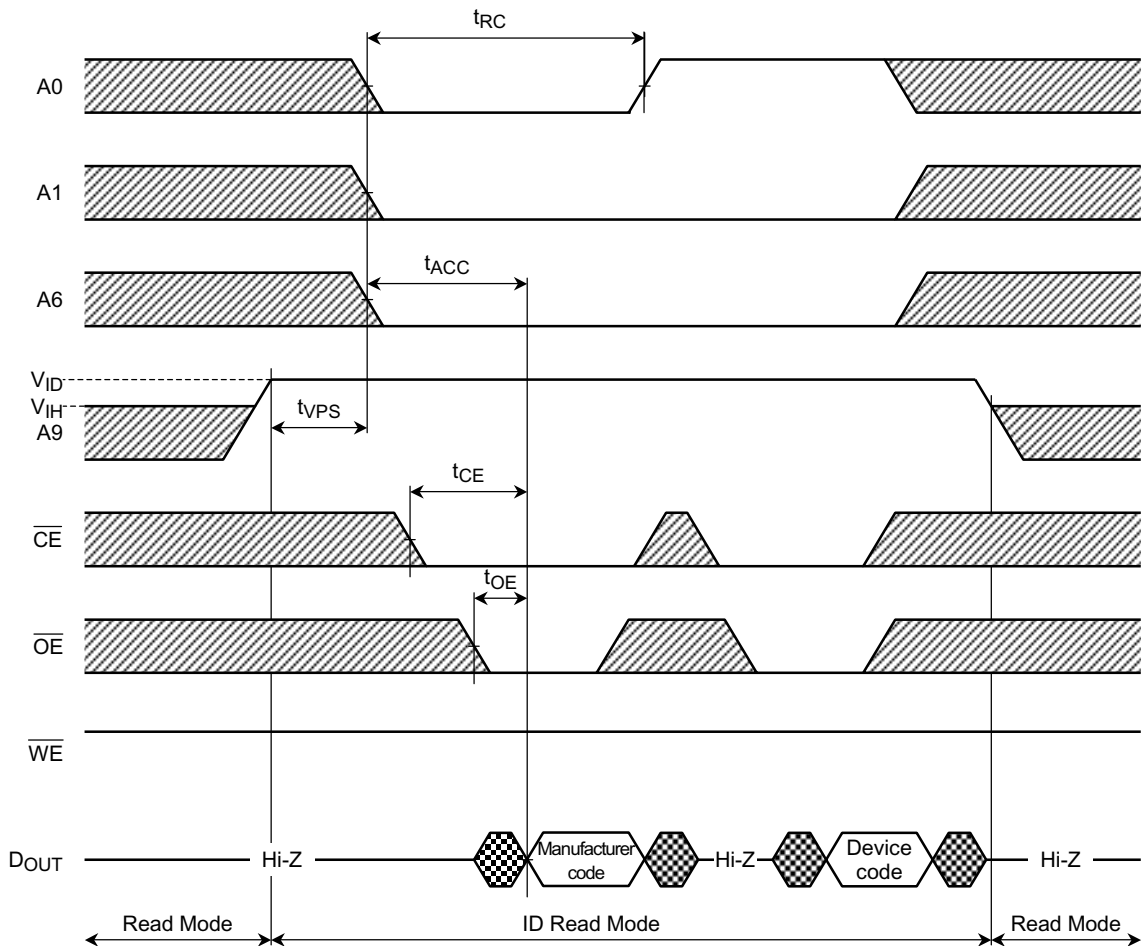 tRC
A0
A1
tACC
A6
VID
VIH
tVPS
A9
tCE
CE
tOE
OE
WE
DOUT
Hi-Z
Manufacturer
code
Hi-Z
Device
code
Hi-Z
Read Mode
ID Read Mode
Read Mode